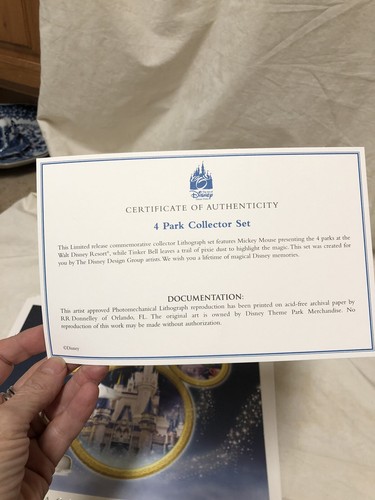 Disney
CERTIFICATE OF AUTHENTICITY
4 Park Collector Set
This Limited release commemorative collector Lithograph set features Mickey Mouse presenting the 4 parks at the
Walt Disney Resort®, while Tinker Bell leaves a trail of pixie dust to highlight the magic. This set was created for
you by The Disney Design Group artists. We wish you a lifetime of magical Disney memories.
DOCUMENTATION:
This artist approved Photomechanical Lithograph reproduction has been printed on acid-free archival paper by
RR Donnelley of Orlando, FL. The original art is owned by Disney Theme Park Merchandise. No
reproduction of this work may be made without authorization.
©Disney